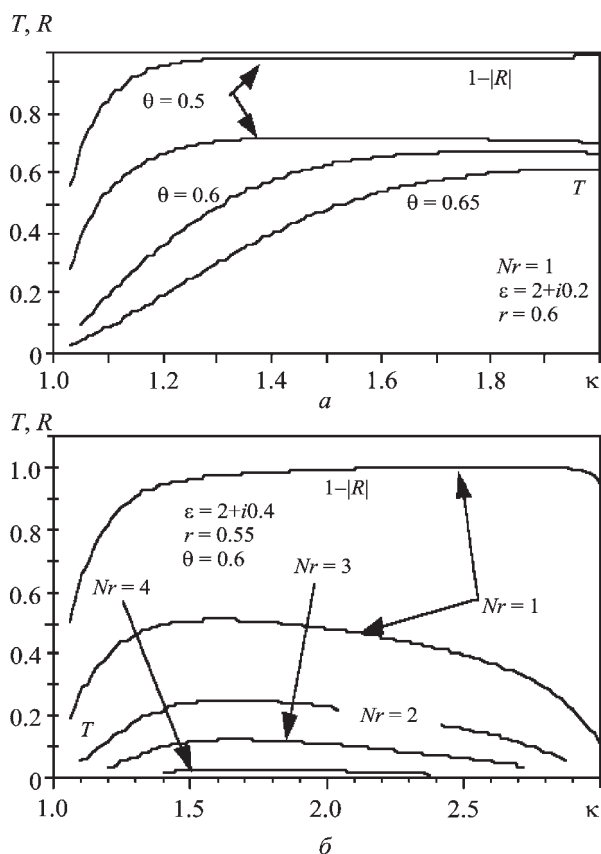 T, R
0.8
0.6
0.4
0.2
0
1.0
1.2
1.4
1.6
1.8
κ
θ = 0.5
1–|R|
θ = 0.6
θ = 0.65
T
Nr = 1
ε = 2+i0.2
r = 0.6
а
T, R
1.0
0.8
0.6
0.4
0.2
0
1.0
1.5
2.0
2.5
κ
1–|R|
ε = 2+i0.4
r = 0.55
θ = 0.6
Nr = 3
Nr = 4
Nr = 1
T
Nr = 2
б